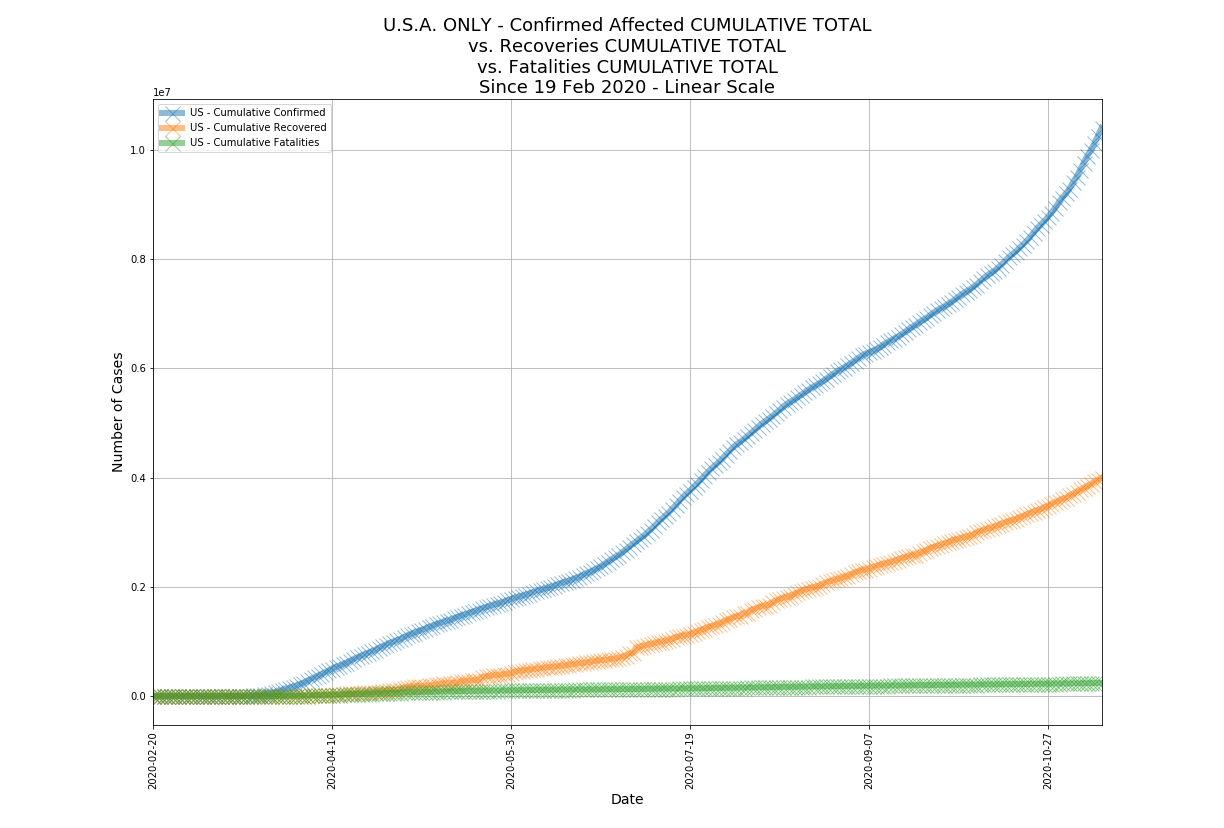 U.S.A. ONLY - Confirmed Affected CUMULATIVE TOTAL
vs. Recoveries CUMULATIVE TOTAL
vs. Fatalities CUMULATIVE TOTAL
Since 19 Feb 2020 - Linear Scale
1e7
US - Cumulative Confirmed
US - Cumulative Recovered
US - Cumulative Fatalities
1.0
0.8
0.6
0.4
0.2
0.0
Number of Cases
2020-02-20
2020-04-10
2020-05-30
2020-07-19
2020-09-07
2020-10-27
Date